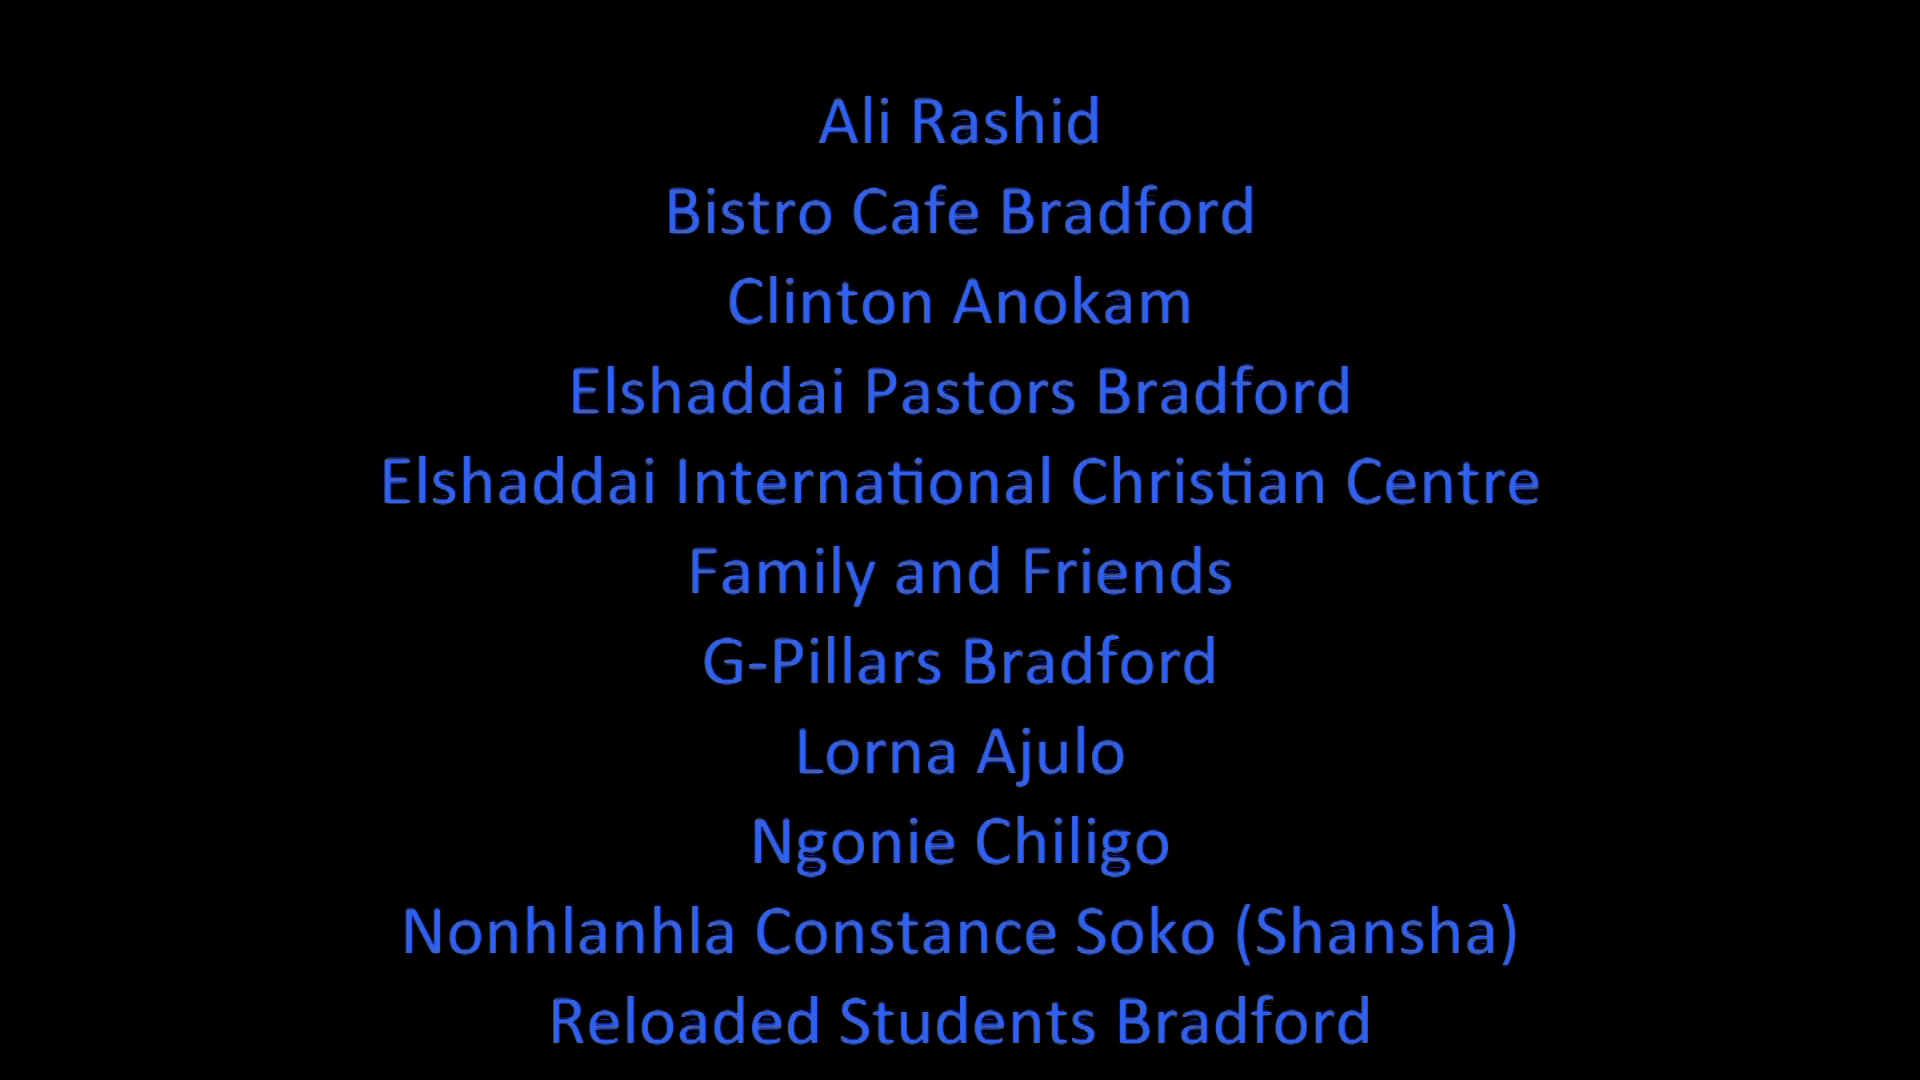 Ali Rashid
Bistro Cafe Bradford
Clinton Anokam
Elshaddai Pastors Bradford
Elshaddai International Christian Centre
Family and Friends
G-Pillars Bradford
Lorna Ajulo
Ngonie Chiligo
Nonhlanhla Constance Soko (Shansha)
Reloaded Students Bradford